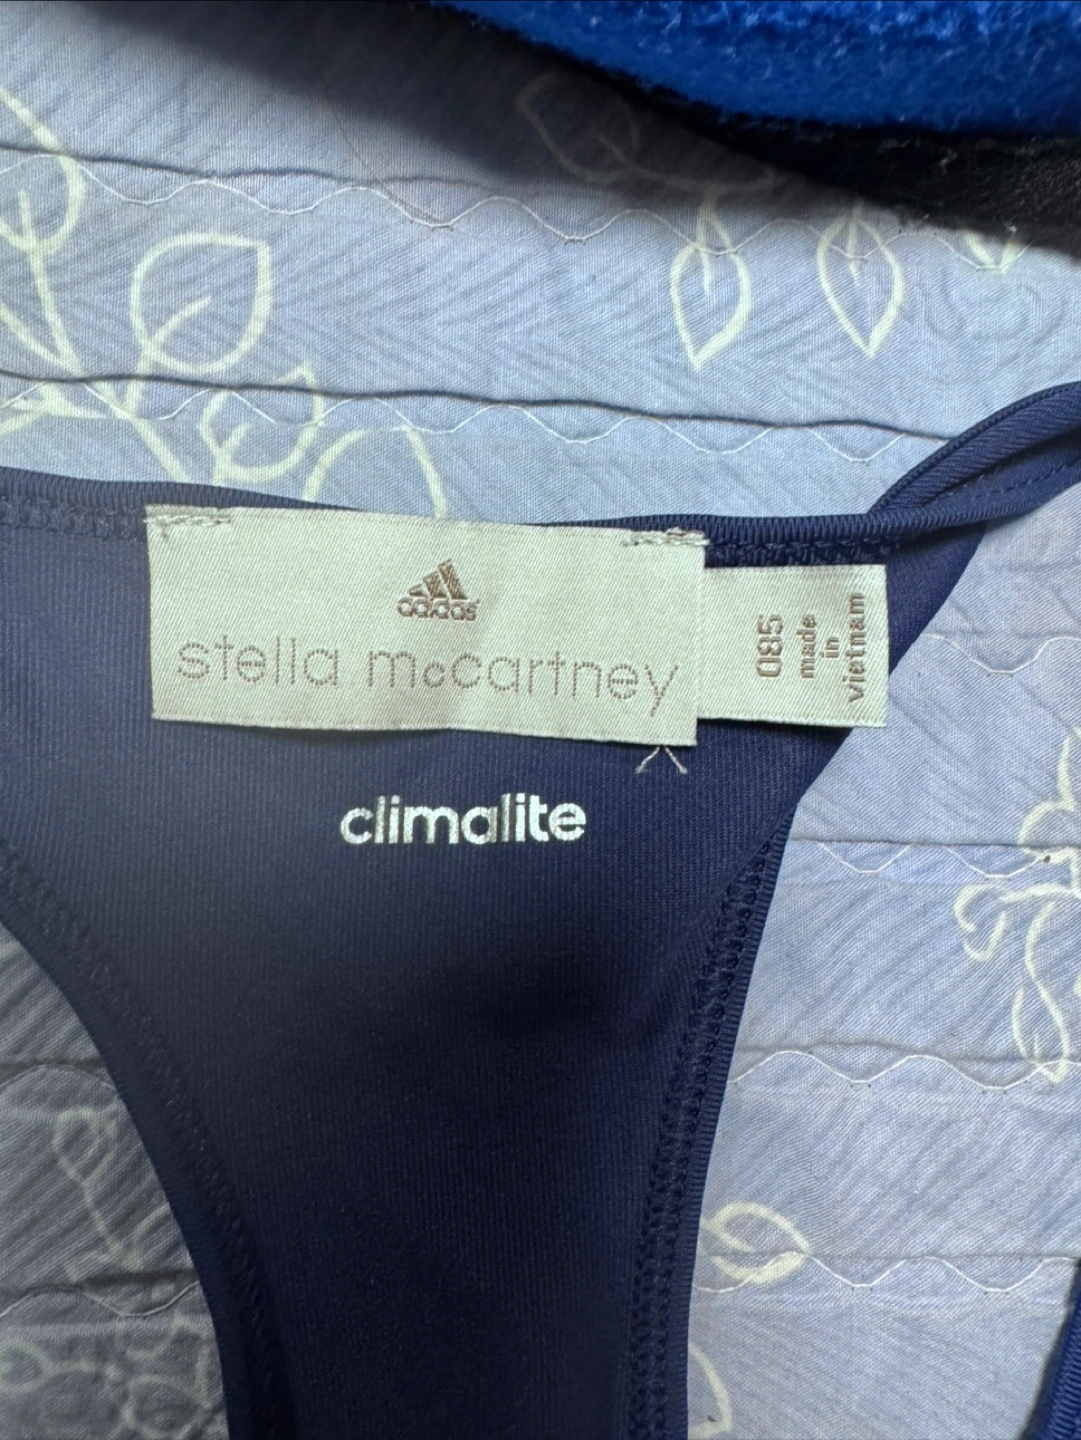 adidas
stella mccartney
085
made
in
vietnam
climalite